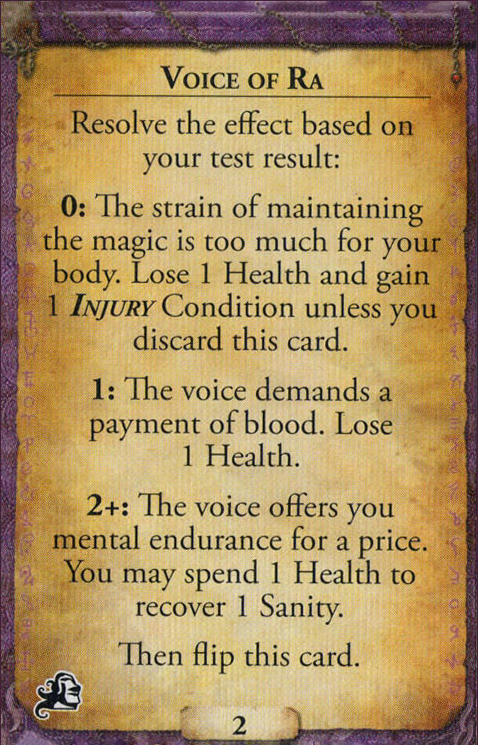 VOICE OF RA
Resolve the effect based on
your test result:
0: The strain of maintaining
the magic is too much for your
body. Lose 1 Health and gain
1 INJURY Condition unless you
discard this card.
1: The voice demands a
payment of blood. Lose
1 Health.
2+: The voice offers you
mental endurance for a price.
You may spend 1 Health to
recover 1 Sanity.
Then flip this card.
2